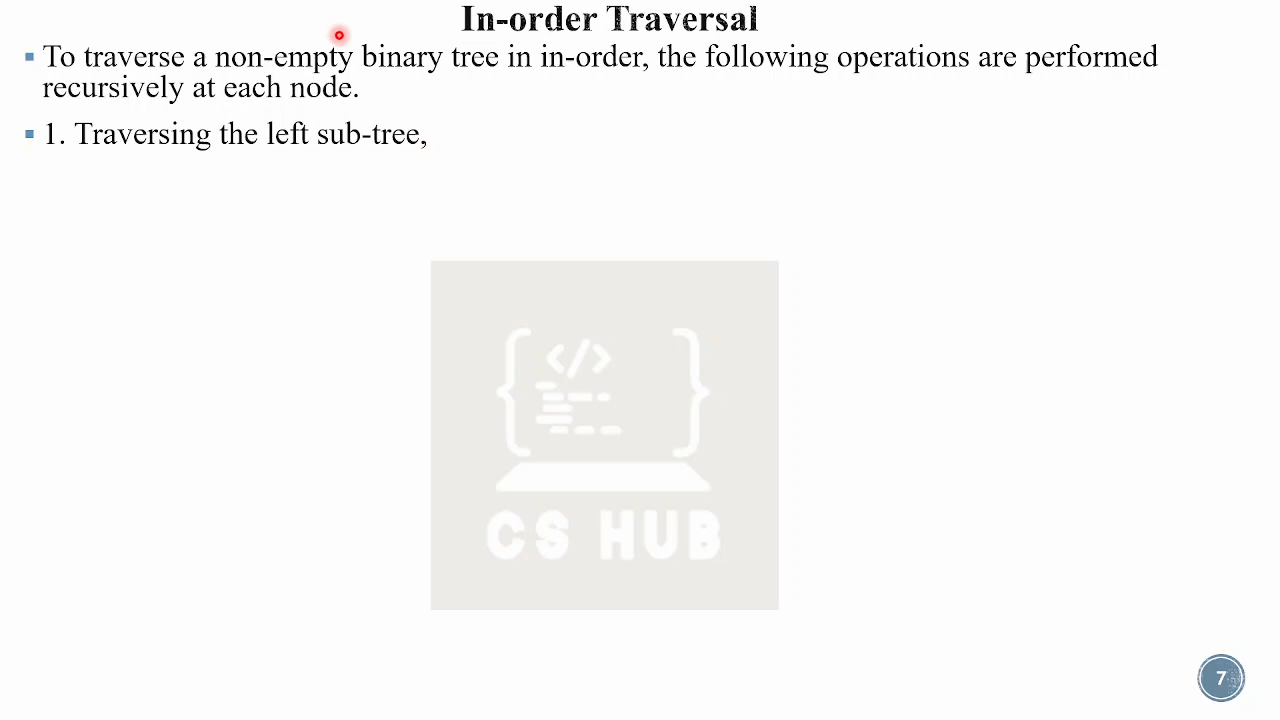 In-order Traversal
▪ To traverse a non-empty binary tree in in-order, the following operations are performed
recursively at each node.
▪ 1. Traversing the left sub-tree,
</>
CS HUB
7